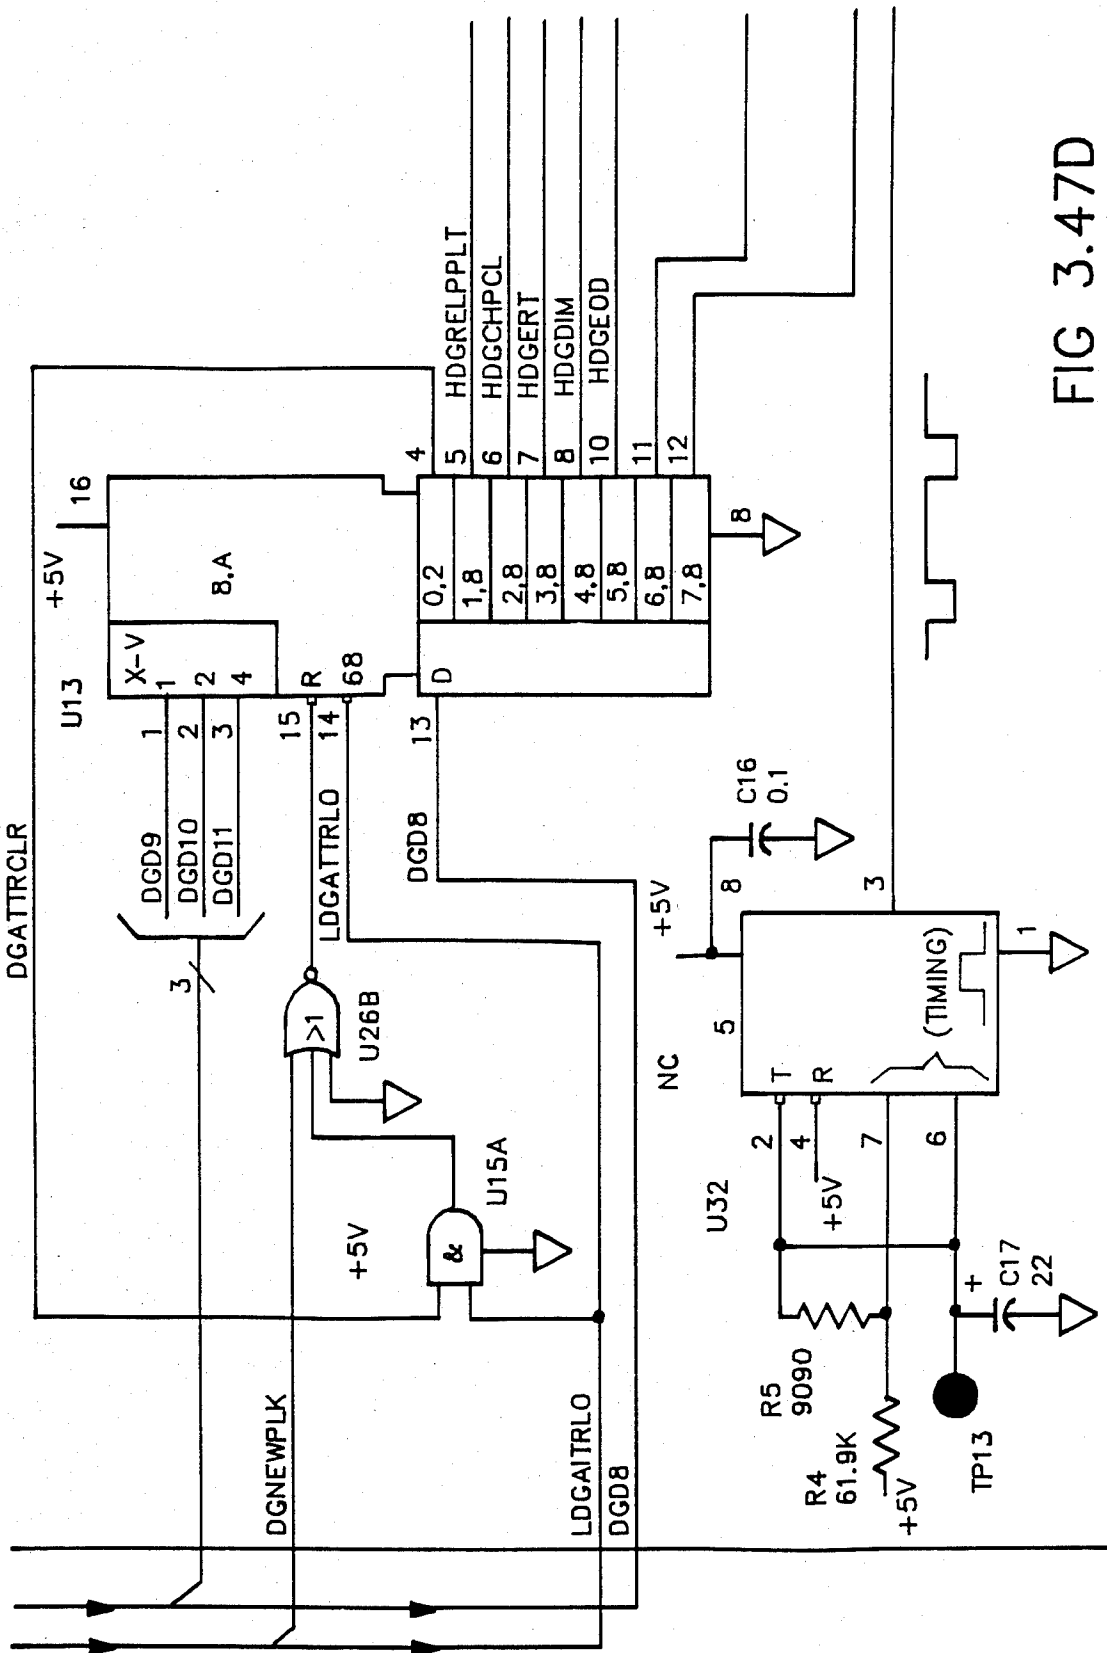 DGATTRCLR
+5V
16
U13
X-V
8,A
DGD9
1
1
DGD10
2
2
DGD11
3
4
3
15
R
14
68
LDGATTRLO
DGNEWPLK
>1
U26B
+5V
&
U15A
LDGAITRLO
DGD8
DGD8
13
D
0,2
4
1,8
5
HDGRELPPLT
2,8
6
HDGCHPCL
3,8
7
HDGERT
4,8
8
HDGDIM
5,8
10
HDGEOD
6,8
11
7,8
12
8
NC
5
+5V
8
C16
0.1
U32
2
T
4
R
+5V
7
6
(TIMING)
3
1
R5
9090
R4
61.9K
+5V
TP13
+
C17
22
FIG 3.47D